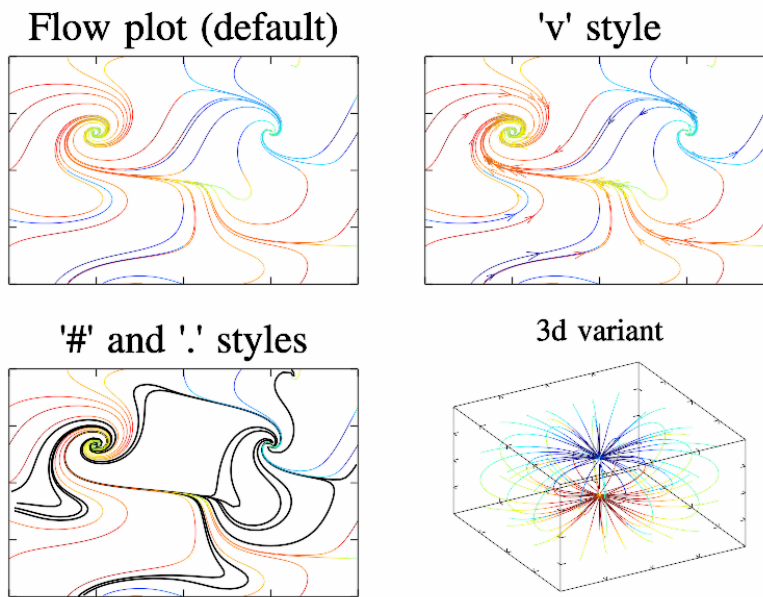 Flow plot (default)
'v' style
'#' and '.' styles
3d variant